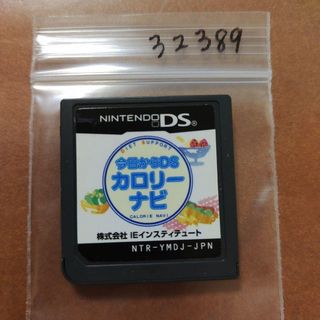 32389
NINTENDO DS
DIET SUPPORT
今日からDS
カロリー
ナビ
CALORIE NAVI
株式会社 IEインスティテュート
NTR-YMDJ-JPN